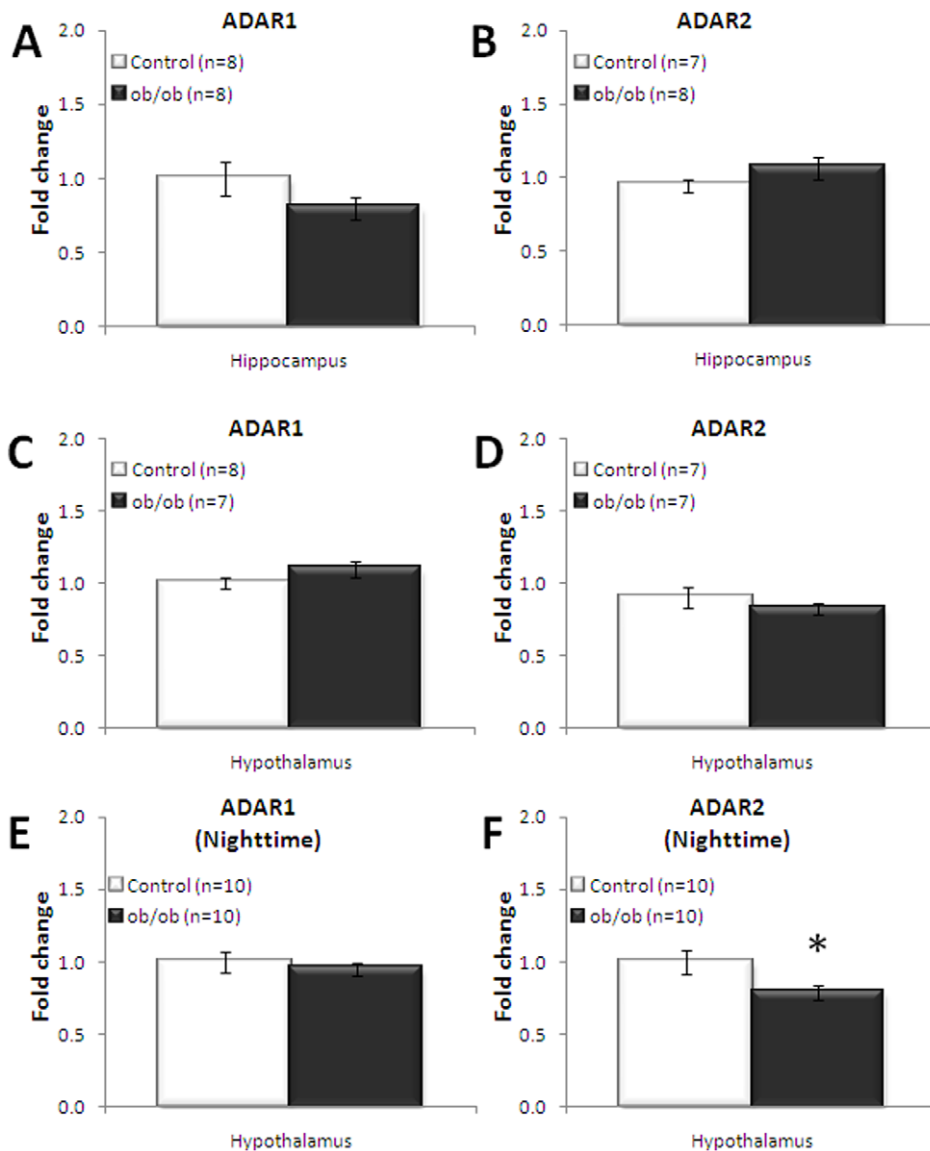 A
ADAR1
2.0
1.5
1.0
0.5
0.0
Fold change
Control (n=8)
ob/ob (n=8)
Hippocampus
B
ADAR2
2.0
1.5
1.0
0.5
0.0
Fold change
Control (n=7)
ob/ob (n=8)
Hippocampus
C
ADAR1
2.0
1.5
1.0
0.5
0.0
Fold change
Control (n=8)
ob/ob (n=7)
Hypothalamus
D
ADAR2
2.0
1.5
1.0
0.5
0.0
Fold change
Control (n=7)
ob/ob (n=7)
Hypothalamus
E
ADAR1
(Nighttime)
2.0
1.5
1.0
0.5
0.0
Fold change
Control (n=10)
ob/ob (n=10)
Hypothalamus
F
ADAR2
(Nighttime)
2.0
1.5
1.0
0.5
0.0
Fold change
Control (n=10)
ob/ob (n=10)
*
Hypothalamus